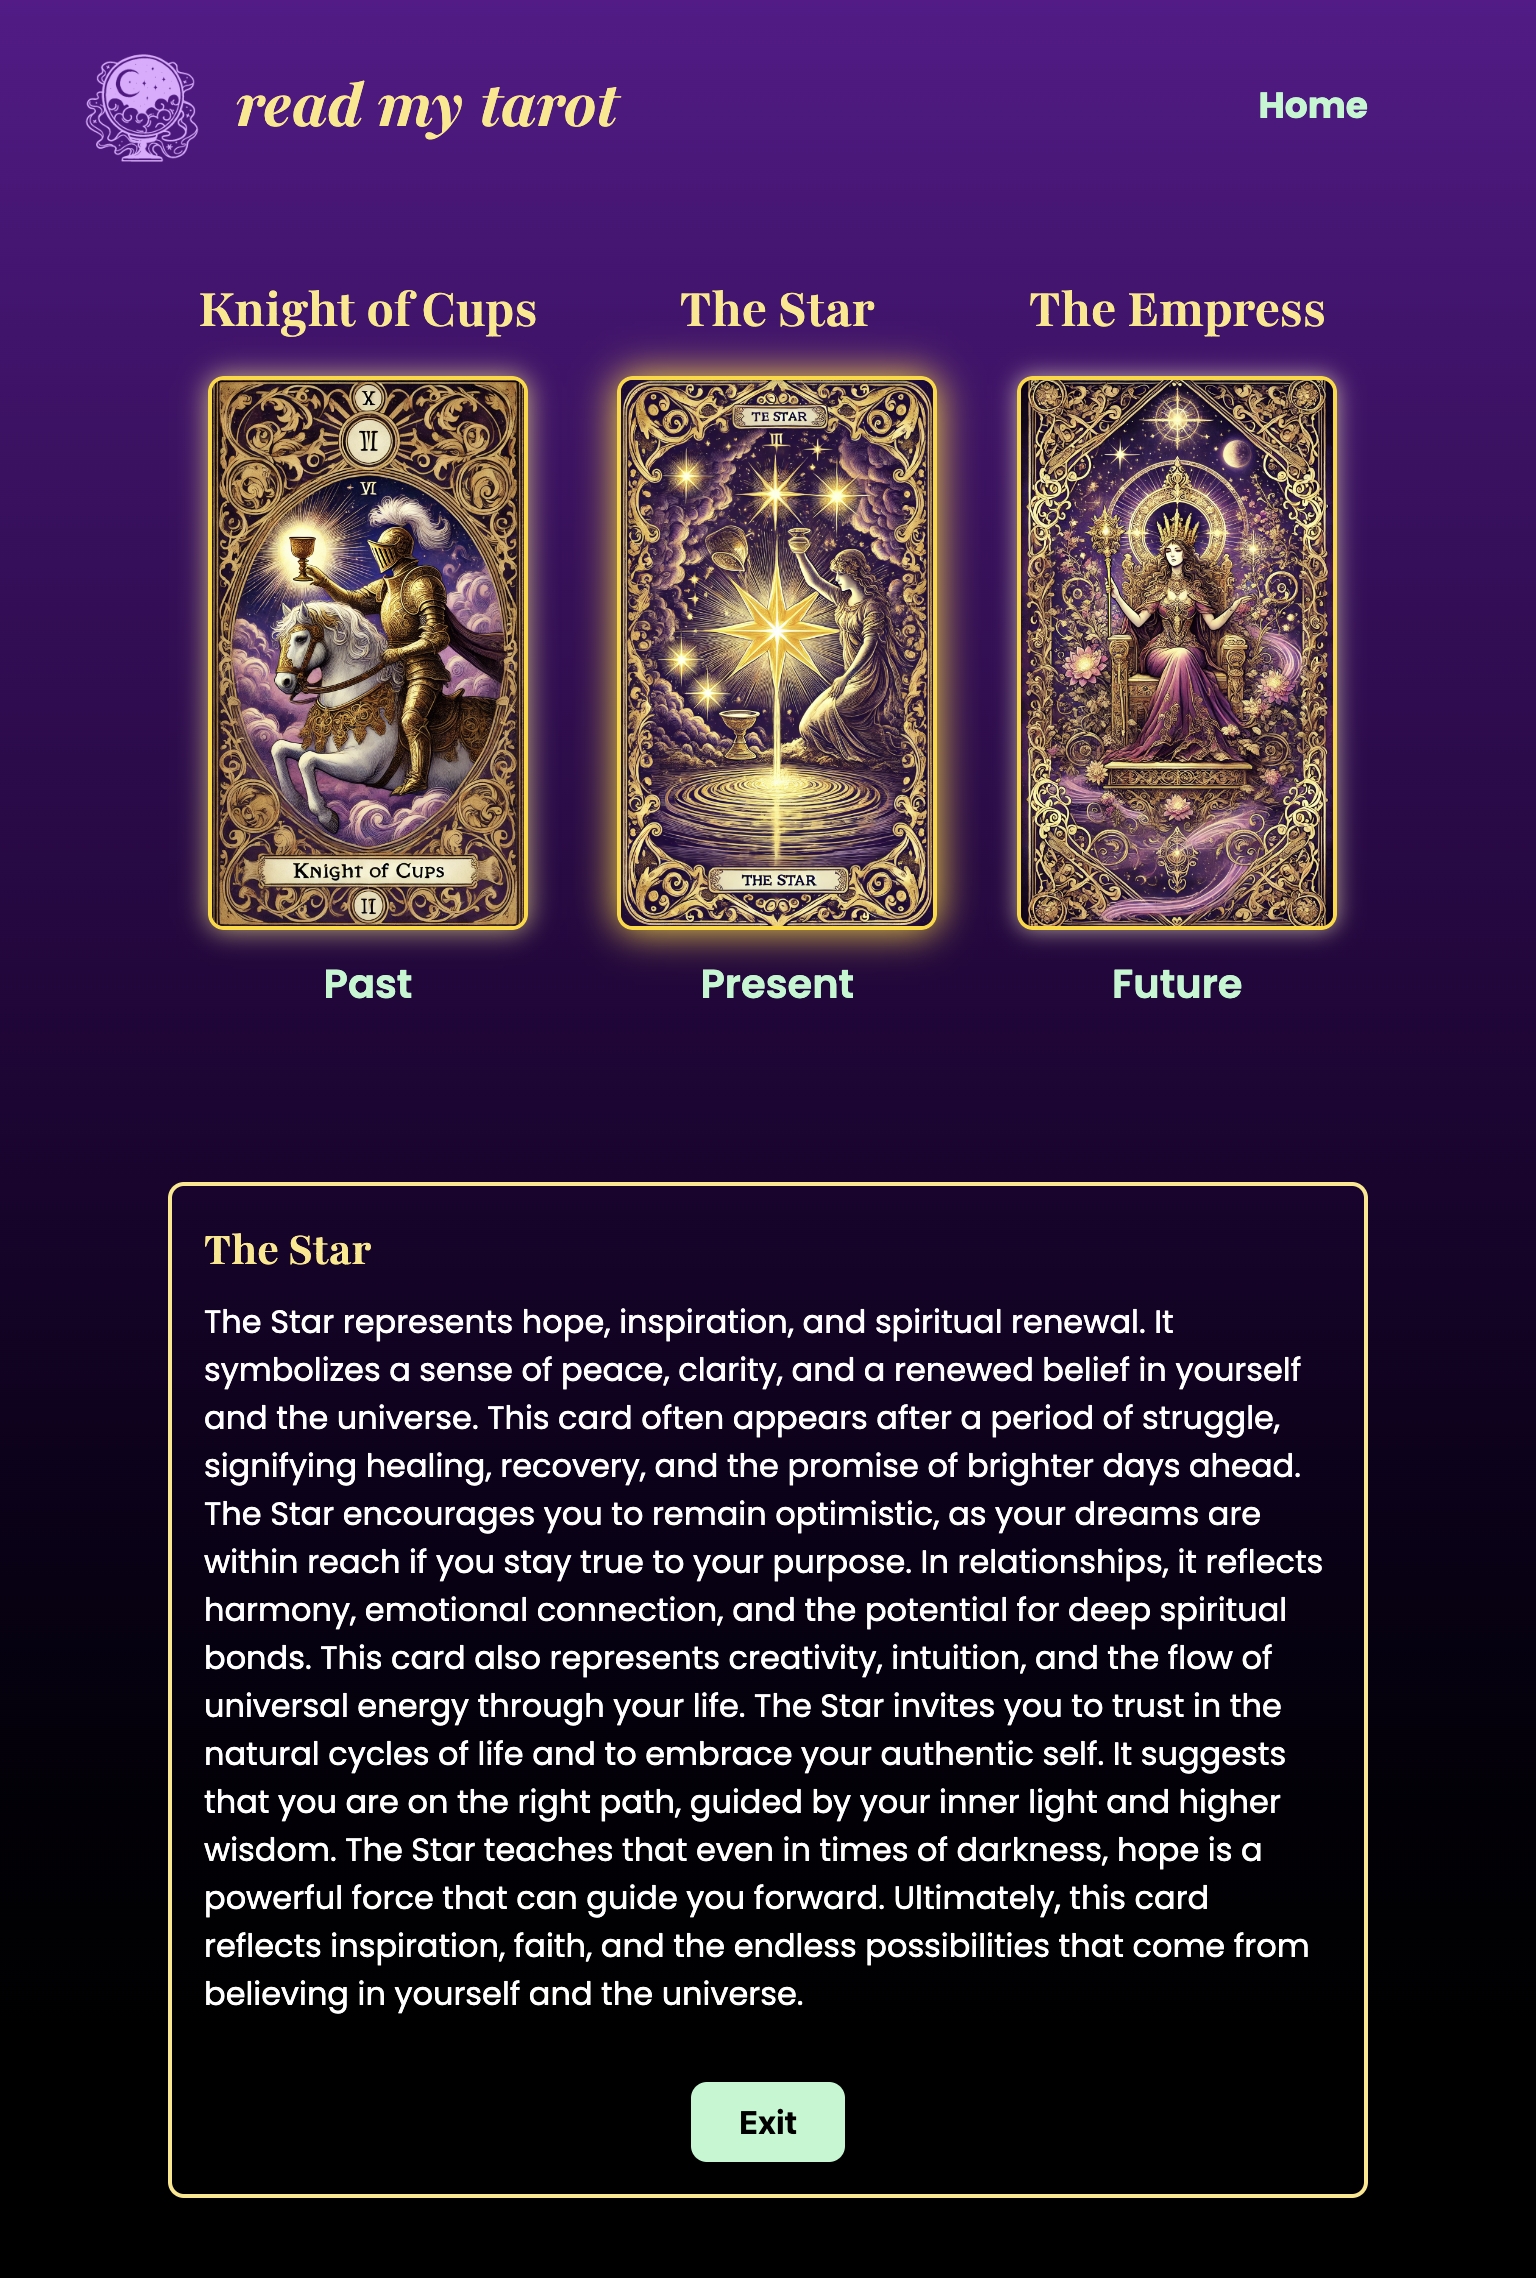 read my tarot
Home
Knight of Cups
The Star
The Empress
X
VI
VI
Knight of Cups
II
TE STAR
III
THE STAR
Past
Present
Future
The Star
The Star represents hope, inspiration, and spiritual renewal. It
symbolizes a sense of peace, clarity, and a renewed belief in yourself
and the universe. This card often appears after a period of struggle,
signifying healing, recovery, and the promise of brighter days ahead.
The Star encourages you to remain optimistic, as your dreams are
within reach if you stay true to your purpose. In relationships, it reflects
harmony, emotional connection, and the potential for deep spiritual
bonds. This card also represents creativity, intuition, and the flow of
universal energy through your life. The Star invites you to trust in the
natural cycles of life and to embrace your authentic self. It suggests
that you are on the right path, guided by your inner light and higher
wisdom. The Star teaches that even in times of darkness, hope is a
powerful force that can guide you forward. Ultimately, this card
reflects inspiration, faith, and the endless possibilities that come from
believing in yourself and the universe.
Exit